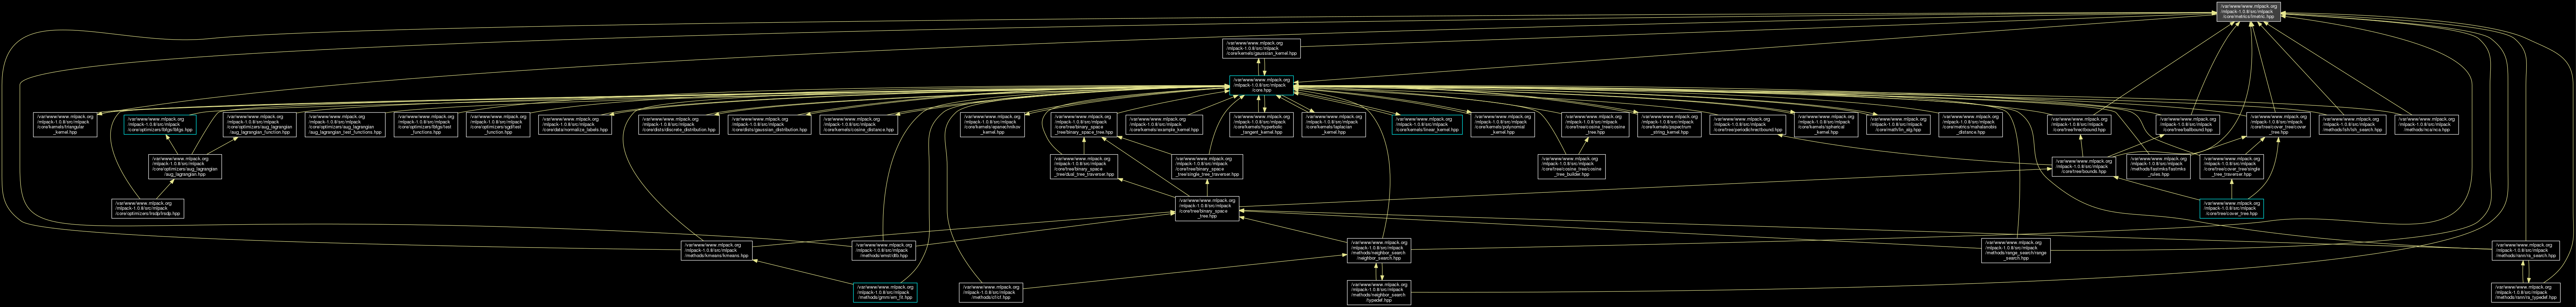 /var/www/www.mlpack.org
/mlpack-1.0.8/src/mlpack
/core/metrics/lmetric.hpp
/var/www/www.mlpack.org
/mlpack-1.0.8/src/mlpack
/core/kernels/gaussian_kernel.hpp
/var/www/www.mlpack.org
/mlpack-1.0.8/src/mlpack
/core.hpp
/var/www/www.mlpack.org
/mlpack-1.0.8/src/mlpack
/core/kernels/triangular
_kernel.hpp
/var/www/www.mlpack.org
/mlpack-1.0.8/src/mlpack
/core/optimizers/lbfgs/lbfgs.hpp
/var/www/www.mlpack.org
/mlpack-1.0.8/src/mlpack
/core/optimizers/aug_lagrangian
/aug_lagrangian_function.hpp
/var/www/www.mlpack.org
/mlpack-1.0.8/src/mlpack
/core/optimizers/aug_lagrangian
/aug_lagrangian_test_functions.hpp
/var/www/www.mlpack.org
/mlpack-1.0.8/src/mlpack
/core/optimizers/lbfgs/test
_functions.hpp
/var/www/www.mlpack.org
/mlpack-1.0.8/src/mlpack
/core/optimizers/sgd/test
_function.hpp
/var/www/www.mlpack.org
/mlpack-1.0.8/src/mlpack
/core/data/normalize_labels.hpp
/var/www/www.mlpack.org
/mlpack-1.0.8/src/mlpack
/core/dists/discrete_distribution.hpp
/var/www/www.mlpack.org
/mlpack-1.0.8/src/mlpack
/core/dists/gaussian_distribution.hpp
/var/www/www.mlpack.org
/mlpack-1.0.8/src/mlpack
/core/kernels/cosine_distance.hpp
/var/www/www.mlpack.org
/mlpack-1.0.8/src/mlpack
/core/kernels/epanechnikov
_kernel.hpp
/var/www/www.mlpack.org
/mlpack-1.0.8/src/mlpack
/core/tree/binary_space
_tree/binary_space_tree.hpp
/var/www/www.mlpack.org
/mlpack-1.0.8/src/mlpack
/core/kernels/example_kernel.hpp
/var/www/www.mlpack.org
/mlpack-1.0.8/src/mlpack
/core/kernels/hyperbolic
_tangent_kernel.hpp
/var/www/www.mlpack.org
/mlpack-1.0.8/src/mlpack
/core/kernels/laplacian
_kernel.hpp
/var/www/www.mlpack.org
/mlpack-1.0.8/src/mlpack
/core/kernels/linear_kernel.hpp
/var/www/www.mlpack.org
/mlpack-1.0.8/src/mlpack
/core/kernels/polynomial
_kernel.hpp
/var/www/www.mlpack.org
/mlpack-1.0.8/src/mlpack
/core/tree/cosine_tree/cosine
_tree.hpp
/var/www/www.mlpack.org
/mlpack-1.0.8/src/mlpack
/core/kernels/pspectrum
_string_kernel.hpp
/var/www/www.mlpack.org
/mlpack-1.0.8/src/mlpack
/core/tree/periodichrectbound.hpp
/var/www/www.mlpack.org
/mlpack-1.0.8/src/mlpack
/core/kernels/spherical
_kernel.hpp
/var/www/www.mlpack.org
/mlpack-1.0.8/src/mlpack
/core/math/lin_alg.hpp
/var/www/www.mlpack.org
/mlpack-1.0.8/src/mlpack
/core/metrics/mahalanobis
_distance.hpp
/var/www/www.mlpack.org
/mlpack-1.0.8/src/mlpack
/core/tree/hrectbound.hpp
/var/www/www.mlpack.org
/mlpack-1.0.8/src/mlpack
/core/tree/ballbound.hpp
/var/www/www.mlpack.org
/mlpack-1.0.8/src/mlpack
/core/tree/cover_tree/cover
_tree.hpp
/var/www/www.mlpack.org
/mlpack-1.0.8/src/mlpack
/methods/lsh/lsh_search.hpp
/var/www/www.mlpack.org
/mlpack-1.0.8/src/mlpack
/methods/nca/nca.hpp
/var/www/www.mlpack.org
/mlpack-1.0.8/src/mlpack
/core/optimizers/aug_lagrangian
/aug_lagrangian.hpp
/var/www/www.mlpack.org
/mlpack-1.0.8/src/mlpack
/core/tree/binary_space
_tree/dual_tree_traverser.hpp
/var/www/www.mlpack.org
/mlpack-1.0.8/src/mlpack
/core/tree/binary_space
_tree/single_tree_traverser.hpp
/var/www/www.mlpack.org
/mlpack-1.0.8/src/mlpack
/core/tree/cosine_tree/cosine
_tree_builder.hpp
/var/www/www.mlpack.org
/mlpack-1.0.8/src/mlpack
/core/tree/bounds.hpp
/var/www/www.mlpack.org
/mlpack-1.0.8/src/mlpack
/methods/fastmks/fastmks
_rules.hpp
/var/www/www.mlpack.org
/mlpack-1.0.8/src/mlpack
/core/tree/cover_tree/single
_tree_traverser.hpp
/var/www/www.mlpack.org
/mlpack-1.0.8/src/mlpack
/core/optimizers/lrsdp/lrsdp.hpp
/var/www/www.mlpack.org
/mlpack-1.0.8/src/mlpack
/core/tree/binary_space
_tree.hpp
/var/www/www.mlpack.org
/mlpack-1.0.8/src/mlpack
/core/tree/cover_tree.hpp
/var/www/www.mlpack.org
/mlpack-1.0.8/src/mlpack
/methods/kmeans/kmeans.hpp
/var/www/www.mlpack.org
/mlpack-1.0.8/src/mlpack
/methods/emst/dtb.hpp
/var/www/www.mlpack.org
/mlpack-1.0.8/src/mlpack
/methods/neighbor_search
/neighbor_search.hpp
/var/www/www.mlpack.org
/mlpack-1.0.8/src/mlpack
/methods/range_search/range
_search.hpp
/var/www/www.mlpack.org
/mlpack-1.0.8/src/mlpack
/methods/rann/ra_search.hpp
/var/www/www.mlpack.org
/mlpack-1.0.8/src/mlpack
/methods/gmm/em_fit.hpp
/var/www/www.mlpack.org
/mlpack-1.0.8/src/mlpack
/methods/cf/cf.hpp
/var/www/www.mlpack.org
/mlpack-1.0.8/src/mlpack
/methods/neighbor_search
/typedef.hpp
/var/www/www.mlpack.org
/mlpack-1.0.8/src/mlpack
/methods/rann/ra_typedef.hpp